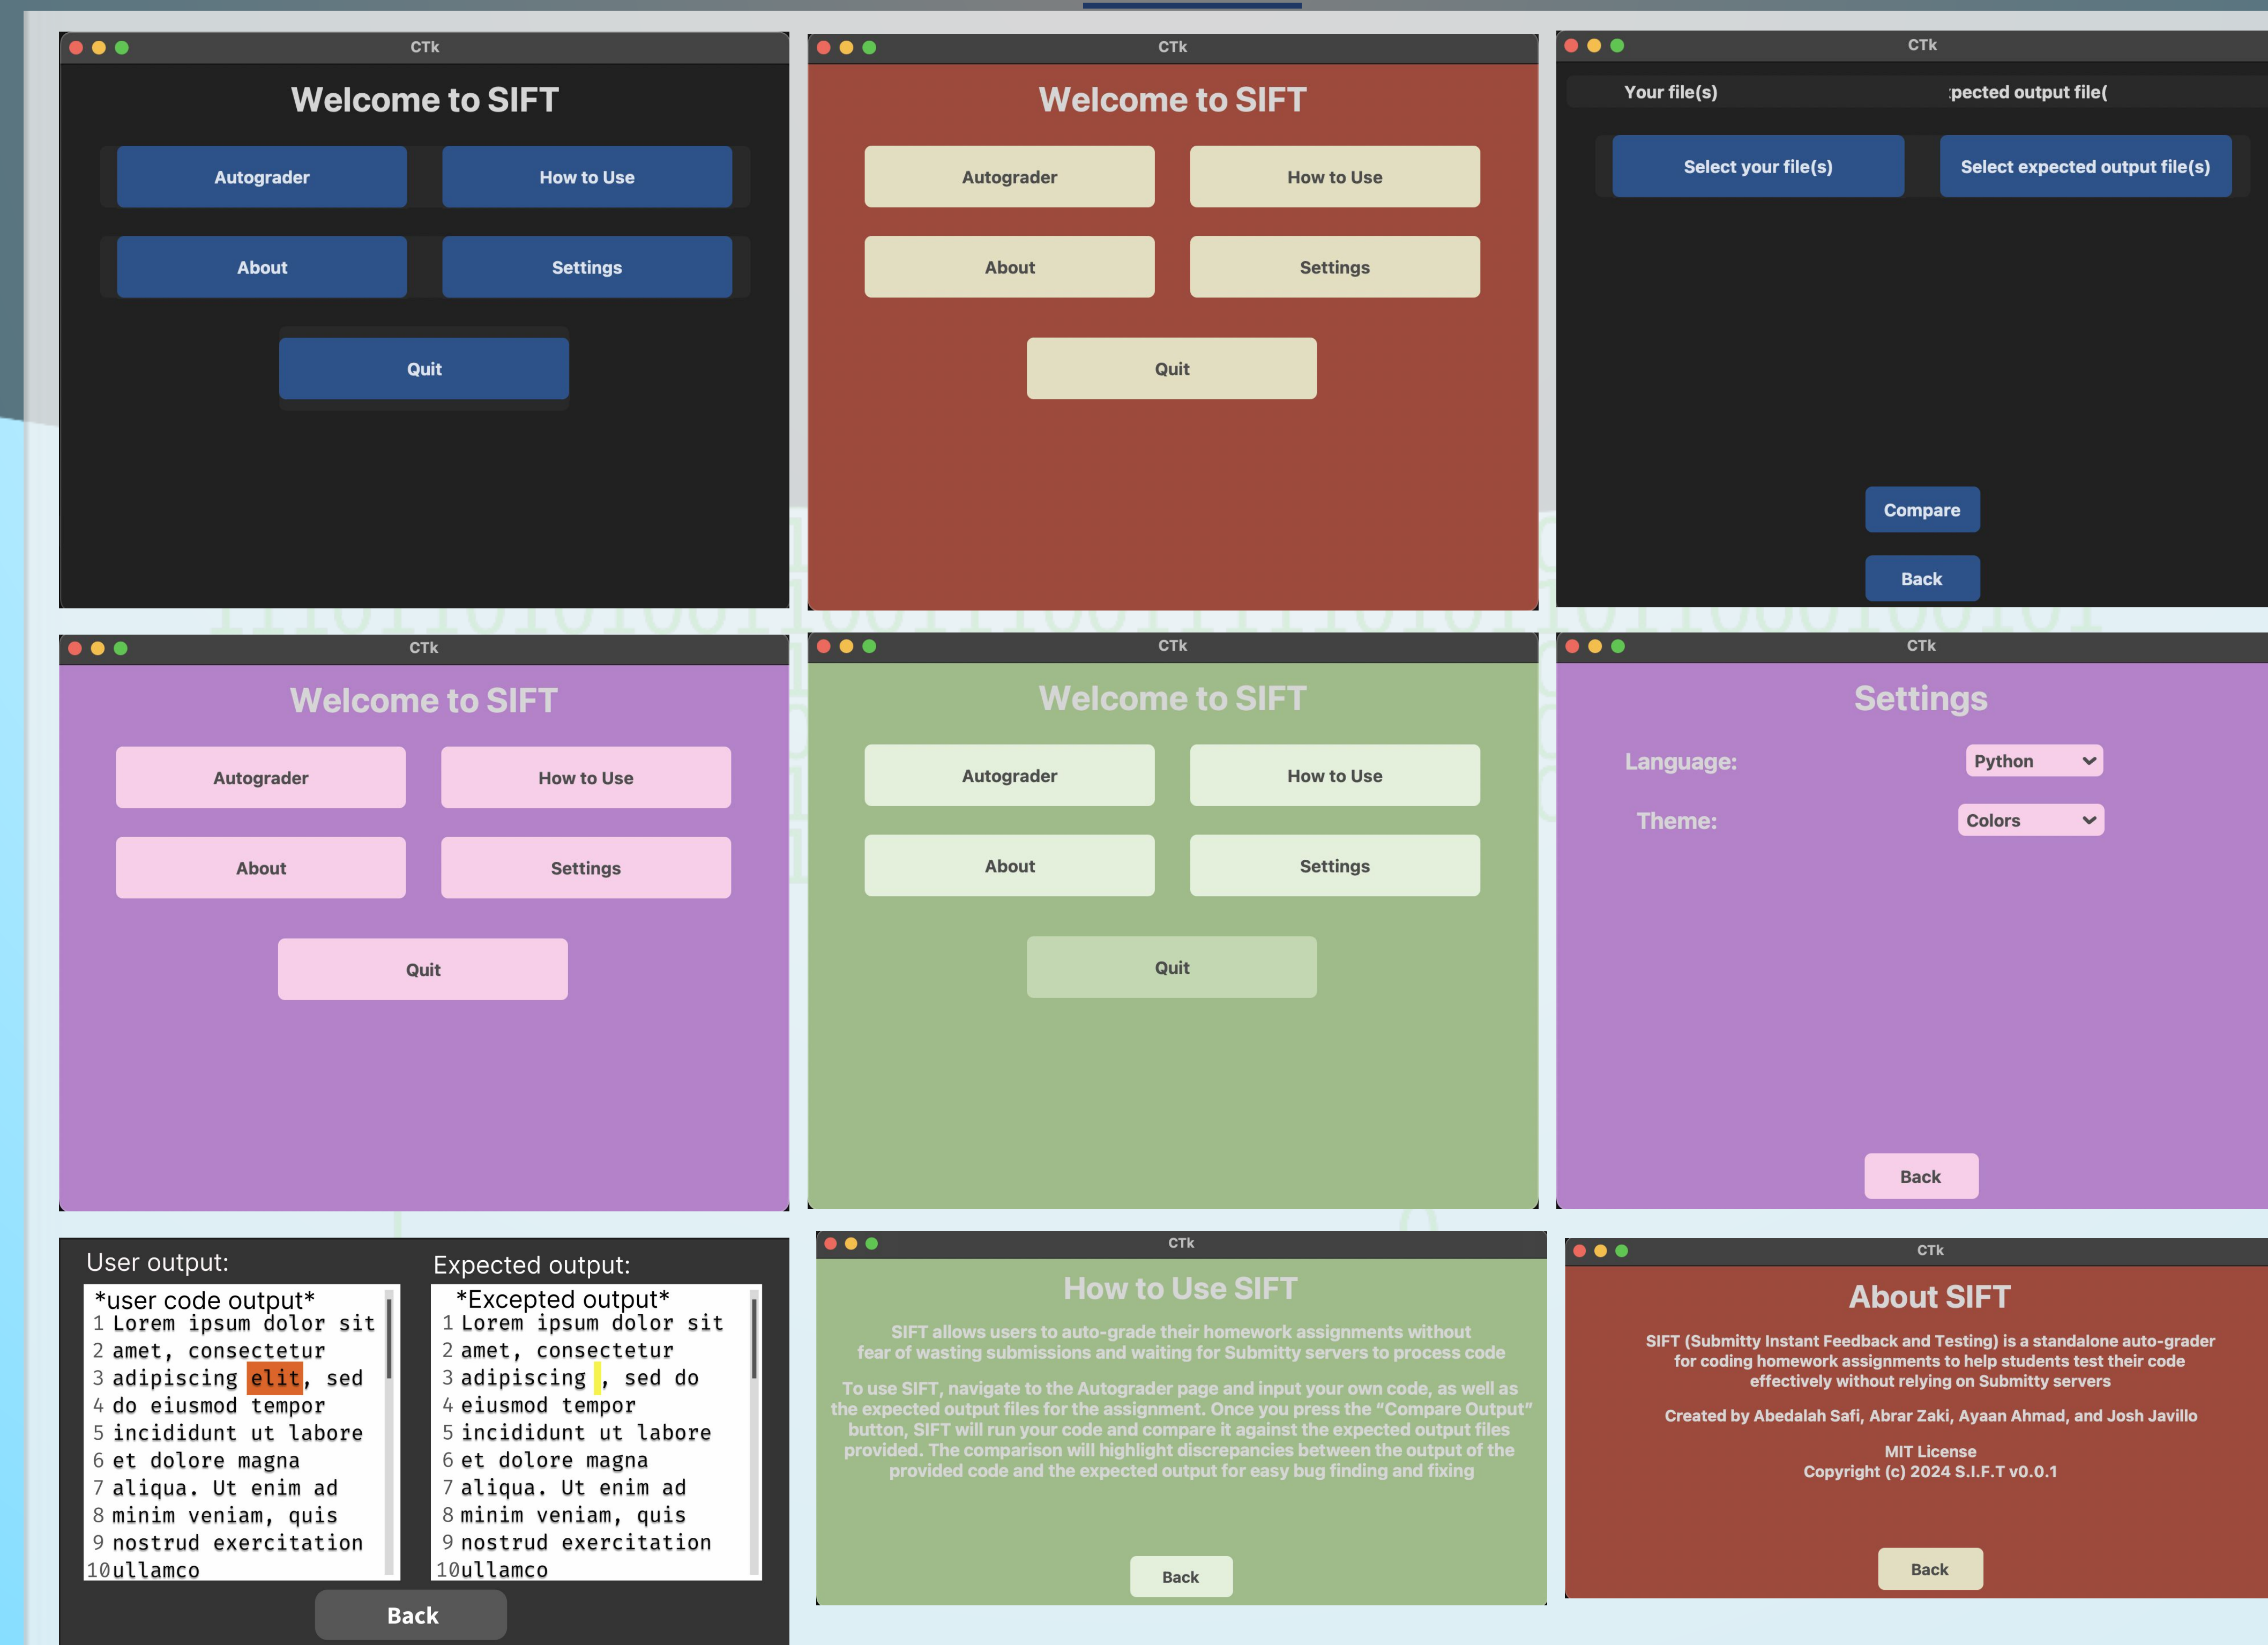 CTk
Welcome to SIFT
Autograder
How to Use
About
Settings
Quit
CTk
Welcome to SIFT
Autograder
How to Use
About
Settings
Quit
CTk
Your file(s)
pected output file(
Select your file(s)
Select expected output file(s)
Compare
Back
CTk
Welcome to SIFT
Autograder
How to Use
About
Settings
Quit
CTk
Welcome to SIFT
Autograder
How to Use
About
Settings
Quit
CTk
Settings
Language:
Python
Theme:
Colors
Back
User output:
*user code output*
1 Lorem ipsum dolor sit
2 amet, consectetur
3 adipiscing elit, sed
4 do eiusmod tempor
5 incididunt ut labore
6 et dolore magna
7 aliqua. Ut enim ad
8 minim veniam, quis
9 nostrud exercitation
10 ullamco
Expected output:
*Excepted output*
1 Lorem ipsum dolor sit
2 amet, consectetur
3 adipiscing , sed do
4 eiusmod tempor
5 incididunt ut labore
6 et dolore magna
7 aliqua. Ut enim ad
8 minim veniam, quis
9 nostrud exercitation
10 ullamco
Back
CTk
How to Use SIFT
SIFT allows users to auto-grade their homework assignments without
fear of wasting submissions and waiting for Submitty servers to process code
To use SIFT, navigate to the Autograder page and input your own code, as well as
the expected output files for the assignment. Once you press the “Compare Output”
button, SIFT will run your code and compare it against the expected output files
provided. The comparison will highlight discrepancies between the output of the
provided code and the expected output for easy bug finding and fixing
Back
CTk
About SIFT
SIFT (Submitty Instant Feedback and Testing) is a standalone auto-grader
for coding homework assignments to help students test their code
effectively without relying on Submitty servers
Created by Abedalah Safi, Abrar Zaki, Ayaan Ahmad, and Josh Javillo
MIT License
Copyright (c) 2024 S.I.F.T v0.0.1
Back